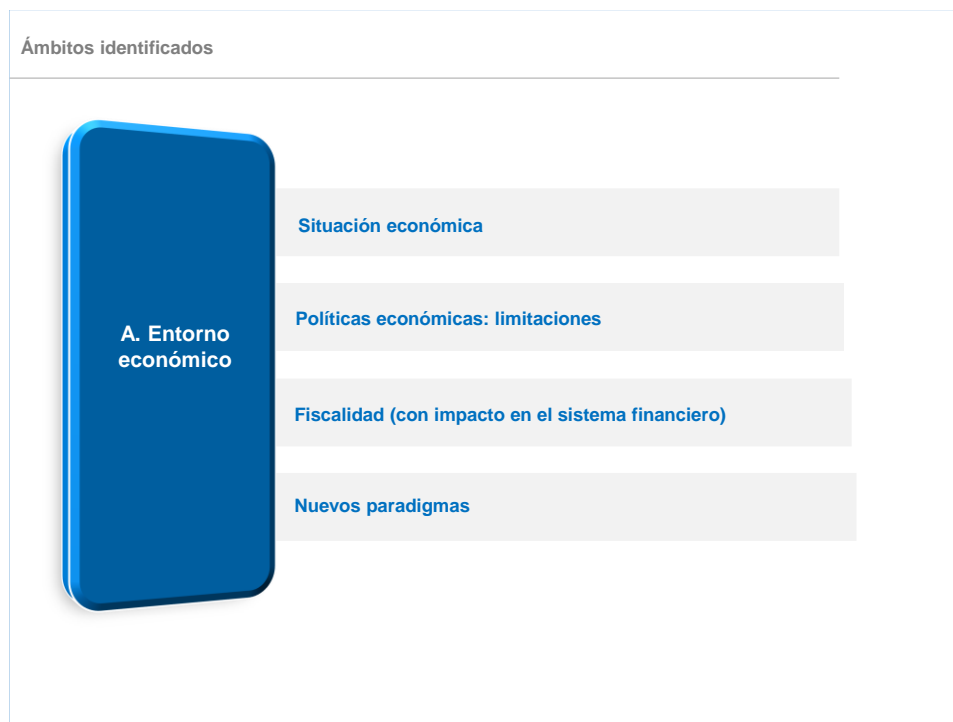 Ámbitos identificados
A. Entorno
económico
Situación económica
Políticas económicas: limitaciones
Fiscalidad (con impacto en el sistema financiero)
Nuevos paradigmas